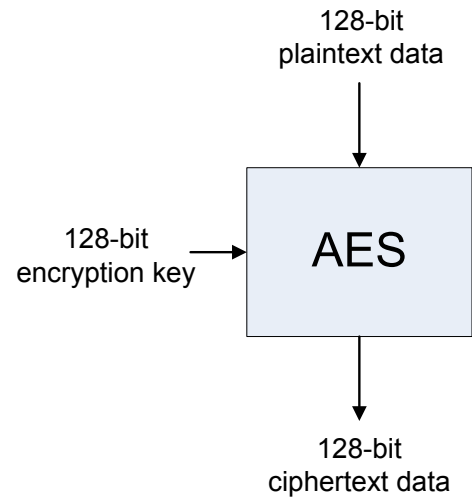 128-bit
plaintext data
128-bit
encryption key
AES
128-bit
ciphertext data